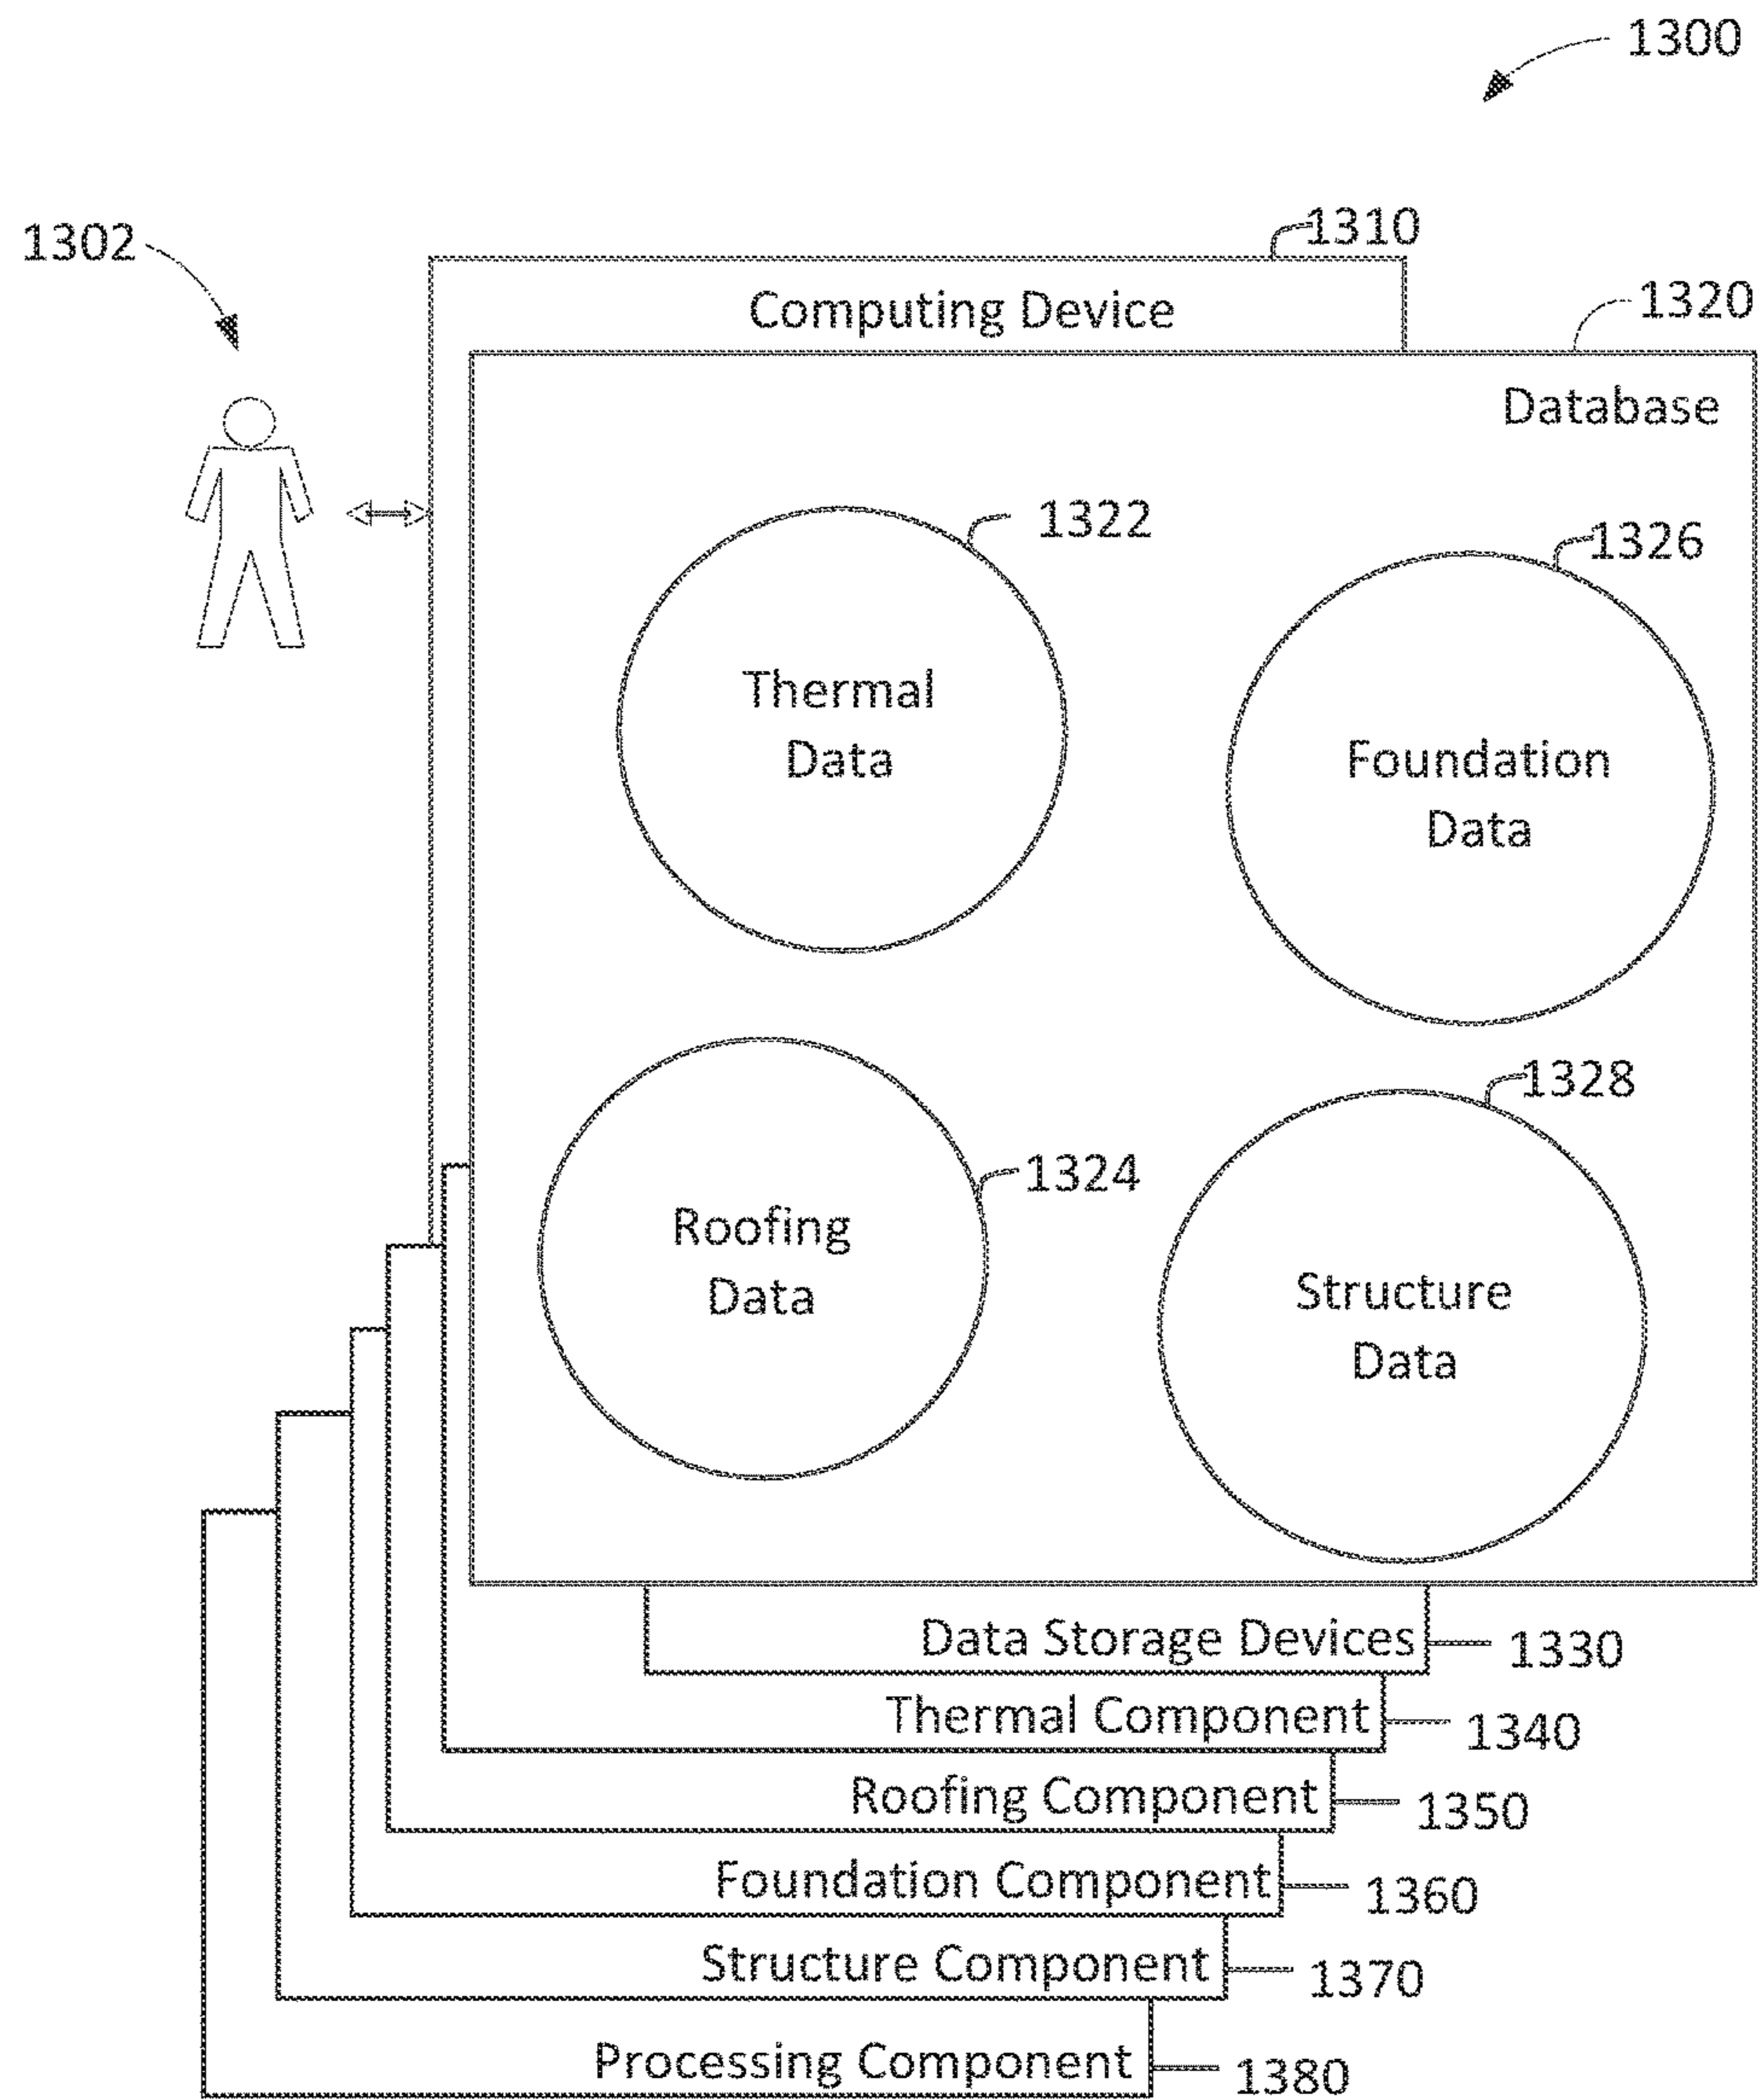 1300
1302
1310
Computing Device
1320
Database
1322
1326
Thermal
Data
Foundation
Data
1328
1324
Roofing
Data
Structure
Data
Data Storage Devices
1330
Thermal Component
1340
Roofing Component
1350
Foundation Component
1360
Structure Component
1370
Processing Component
1380